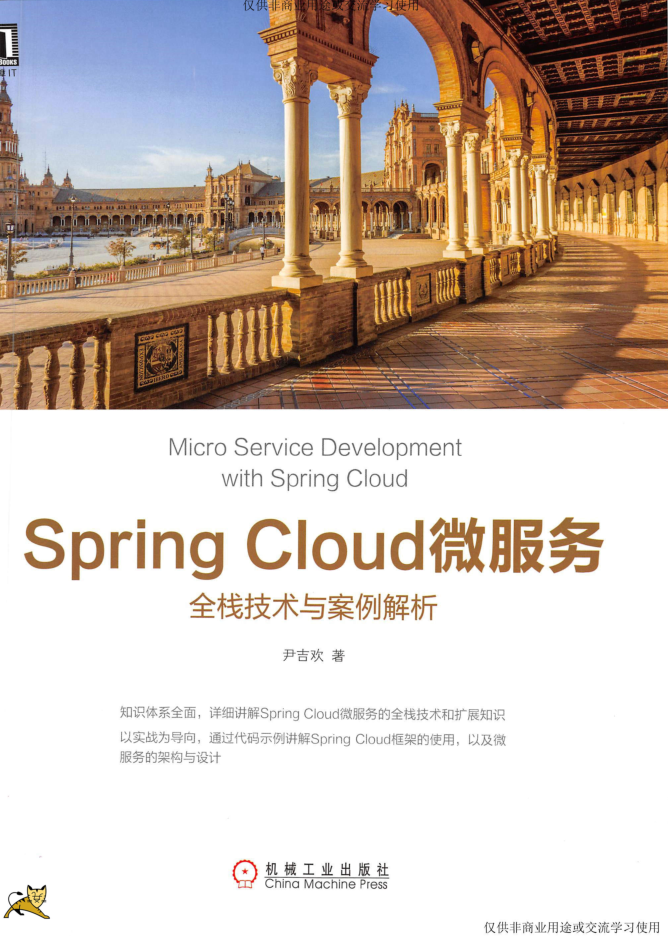 仅供非商业用途或交流学习使用
BOOKS
IT
Micro Service Development
with Spring Cloud
Spring Cloud微服务
全栈技术与案例解析
尹吉欢 著
知识体系全面，详细讲解Spring Cloud微服务的全栈技术和扩展知识
以实战为导向，通过代码示例讲解Spring Cloud框架的使用，以及微
服务的架构与设计
机械工业出版社
China Machine Press
仅供非商业用途或交流学习使用